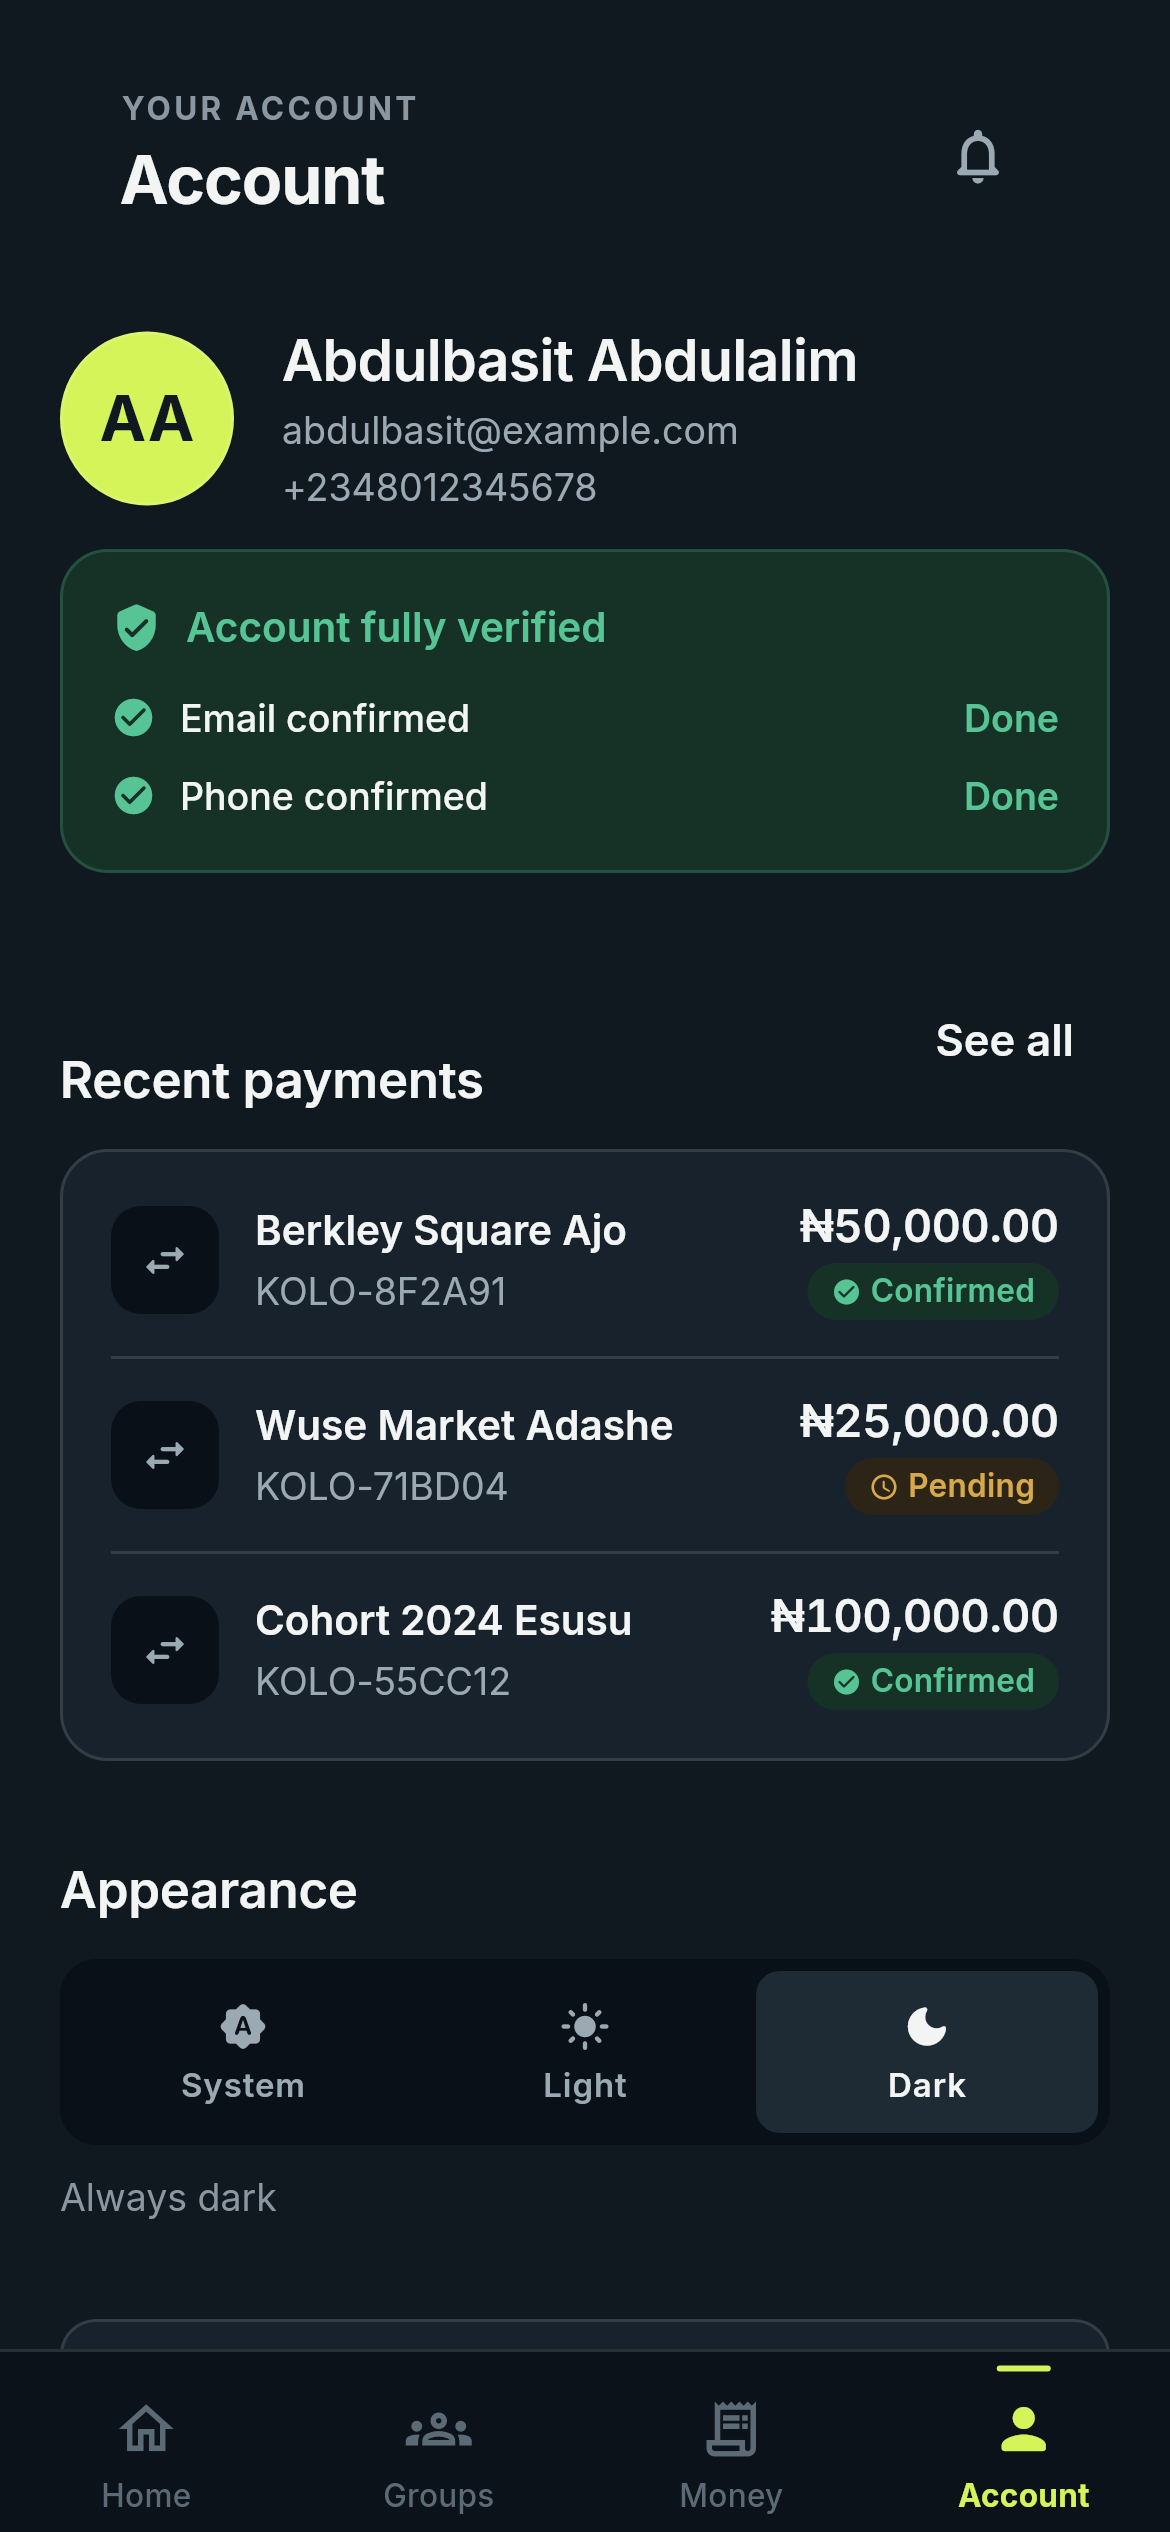 YOUR ACCOUNT
Account
AA
Abdulbasit Abdulalim
abdulbasit@example.com
+2348012345678
Account fully verified
Email confirmed Done
Phone confirmed Done
See all
Recent payments
Berkley Square Ajo ₦50,000.00
KOLO-8F2A91 Confirmed
Wuse Market Adashe ₦25,000.00
KOLO-71BD04 Pending
Cohort 2024 Esusu ₦100,000.00
KOLO-55CC12 Confirmed
Appearance
A
System Light Dark
Always dark
Home Groups Money Account